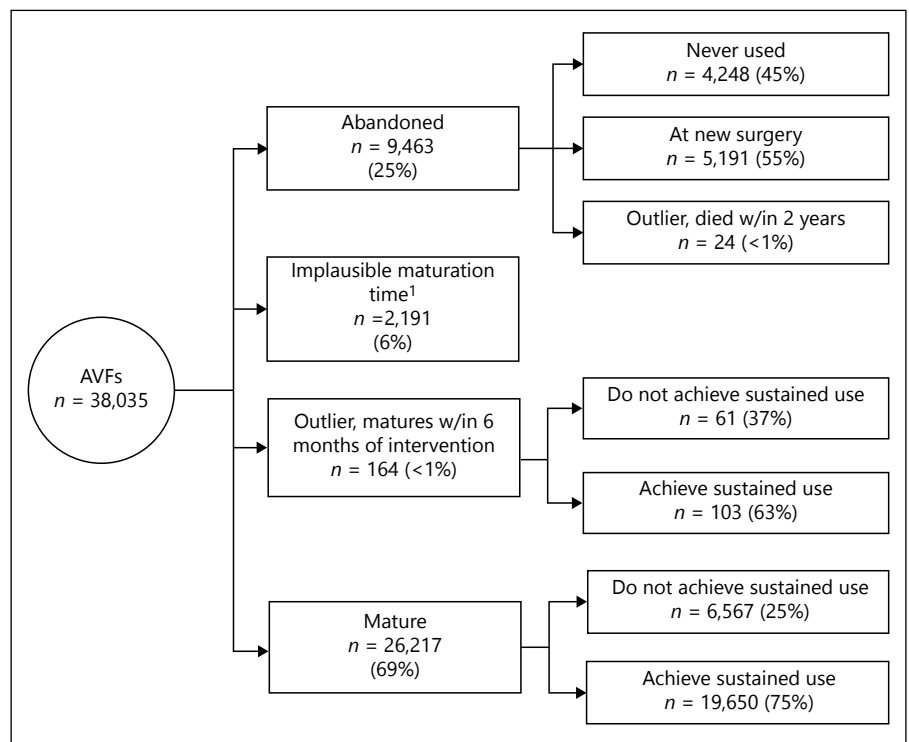 AVFs
n = 38,035
Abandoned
n = 9,463
(25%)
Never used
n = 4,248 (45%)
At new surgery
n = 5,191 (55%)
Outlier, died w/in 2 years
n = 24 (<1%)
Implausible maturation
time¹
n =2,191
(6%)
Outlier, matures w/in 6
months of intervention
n = 164 (<1%)
Do not achieve sustained use
n = 61 (37%)
Achieve sustained use
n = 103 (63%)
Mature
n = 26,217
(69%)
Do not achieve sustained use
n = 6,567 (25%)
Achieve sustained use
n = 19,650 (75%)